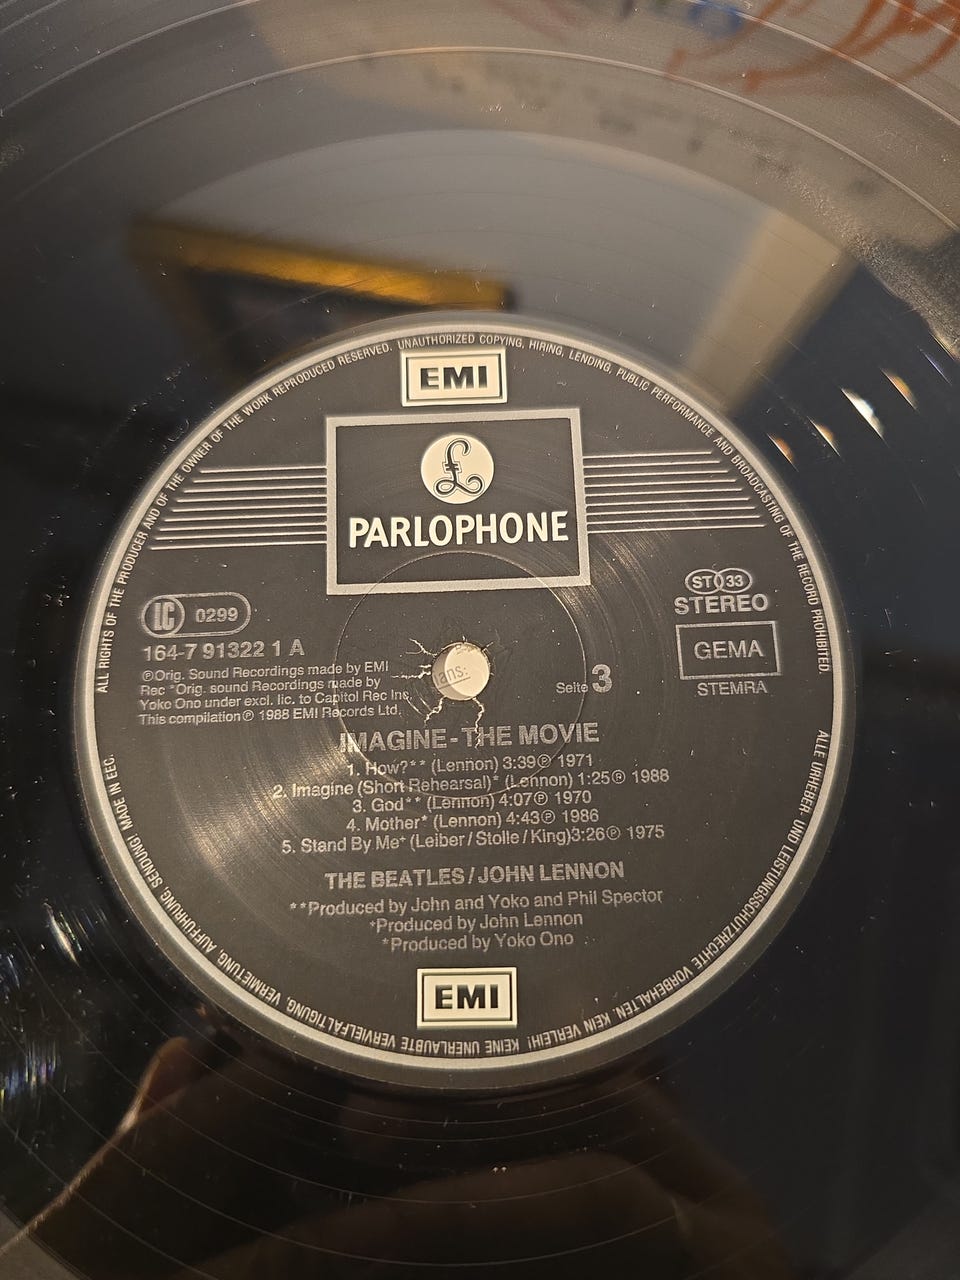 ALL RIGHTS OF THE PRODUCER AND OF THE OWNER OF THE WORK REPRODUCED RESERVED. UNAUTHORIZED COPYING, HIRING, LENDING, PUBLIC PERFORMANCE AND BROADCASTING OF THE RECORD PROHIBITED.
EMI
£
PARLOPHONE
LC 0299
ST 33
STEREO
164-7 91322 1 A
GEMA
STEMRA
℗Orig. Sound Recordings made by EMI
Rec *Orig. sound Recordings made by
Yoko Ono under excl. lic. to Capitol Rec Inc.
This compilation ℗ 1988 EMI Records Ltd.
ans:
Seite 3
IMAGINE - THE MOVIE
1. How?** (Lennon) 3:39 ℗ 1971
2. Imagine (Short Rehearsal)* (Lennon) 1:25 ℗ 1988
3. God** (Lennon) 4:07 ℗ 1970
4. Mother* (Lennon) 4:43 ℗ 1986
5. Stand By Me* (Leiber / Stolle / King)3:26 ℗ 1975
THE BEATLES / JOHN LENNON
**Produced by John and Yoko and Phil Spector
*Produced by John Lennon
*Produced by Yoko Ono
EMI
ALLE URHEBER- UND LEISTUNGSSCHUTZRECHTE VORBEHALTEN. KEIN VERLEIH! KEINE UNERLAUBTE VERVIELFÄLTIGUNG, VERMIETUNG, AUFFÜHRUNG, SENDUNG! MADE IN EEC.